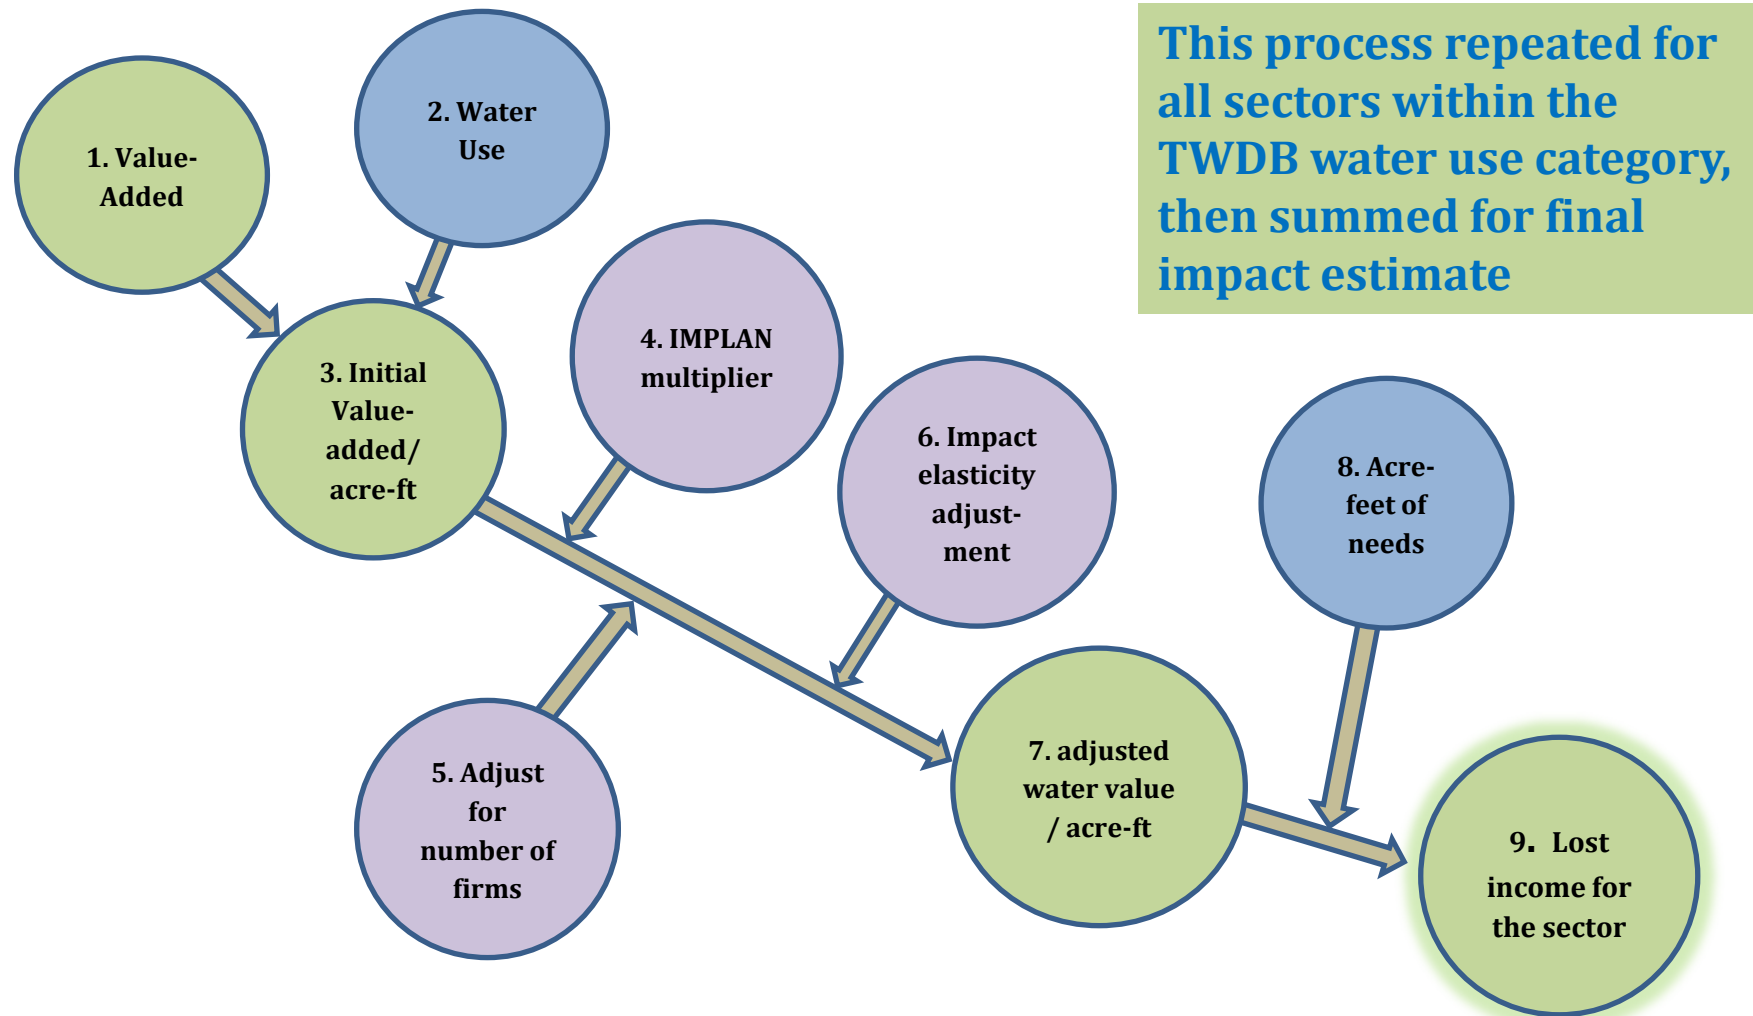 This process repeated for
all sectors within the
TWDB water use category,
then summed for final
impact estimate
1. Value-
Added
2. Water
Use
3. Initial
Value-
added/
acre-ft
4. IMPLAN
multiplier
5. Adjust
for
number of
firms
6. Impact
elasticity
adjust-
ment
7. adjusted
water value
/ acre-ft
8. Acre-
feet of
needs
9. Lost
income for
the sector